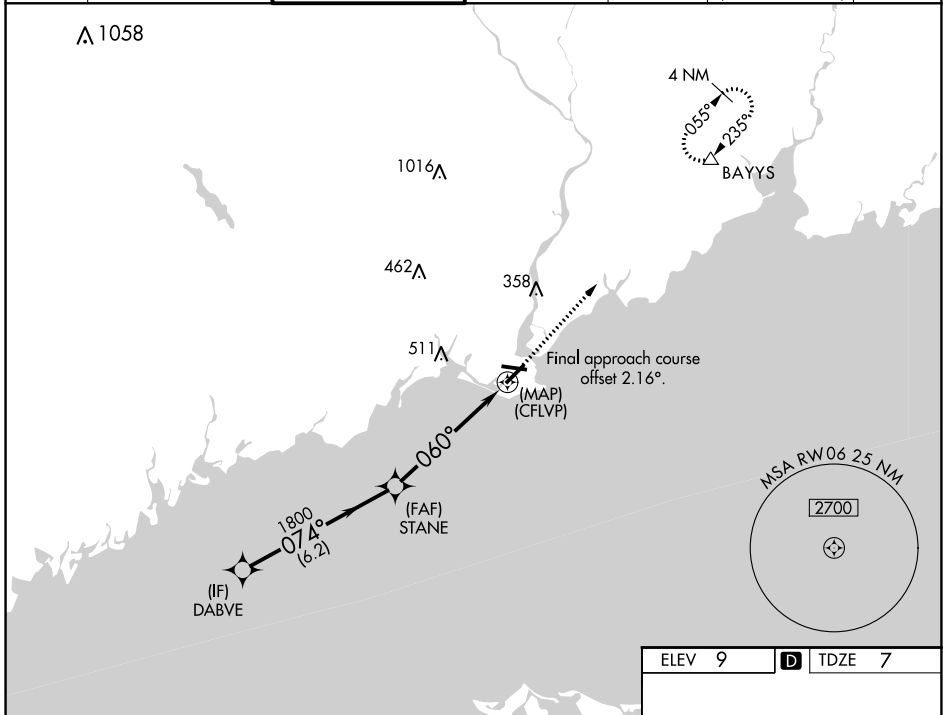 1058
4 NM
055°
235°
BAYYS
1016
462
358
511
Final approach course
offset 2.16°.
(MAP)
(CFLVP)
060°
MSA RW06 25 NM
2700
(FAF)
STANE
1800
074°
(6.2)
(IF)
DABVE
ELEV 9 D TDZE 7